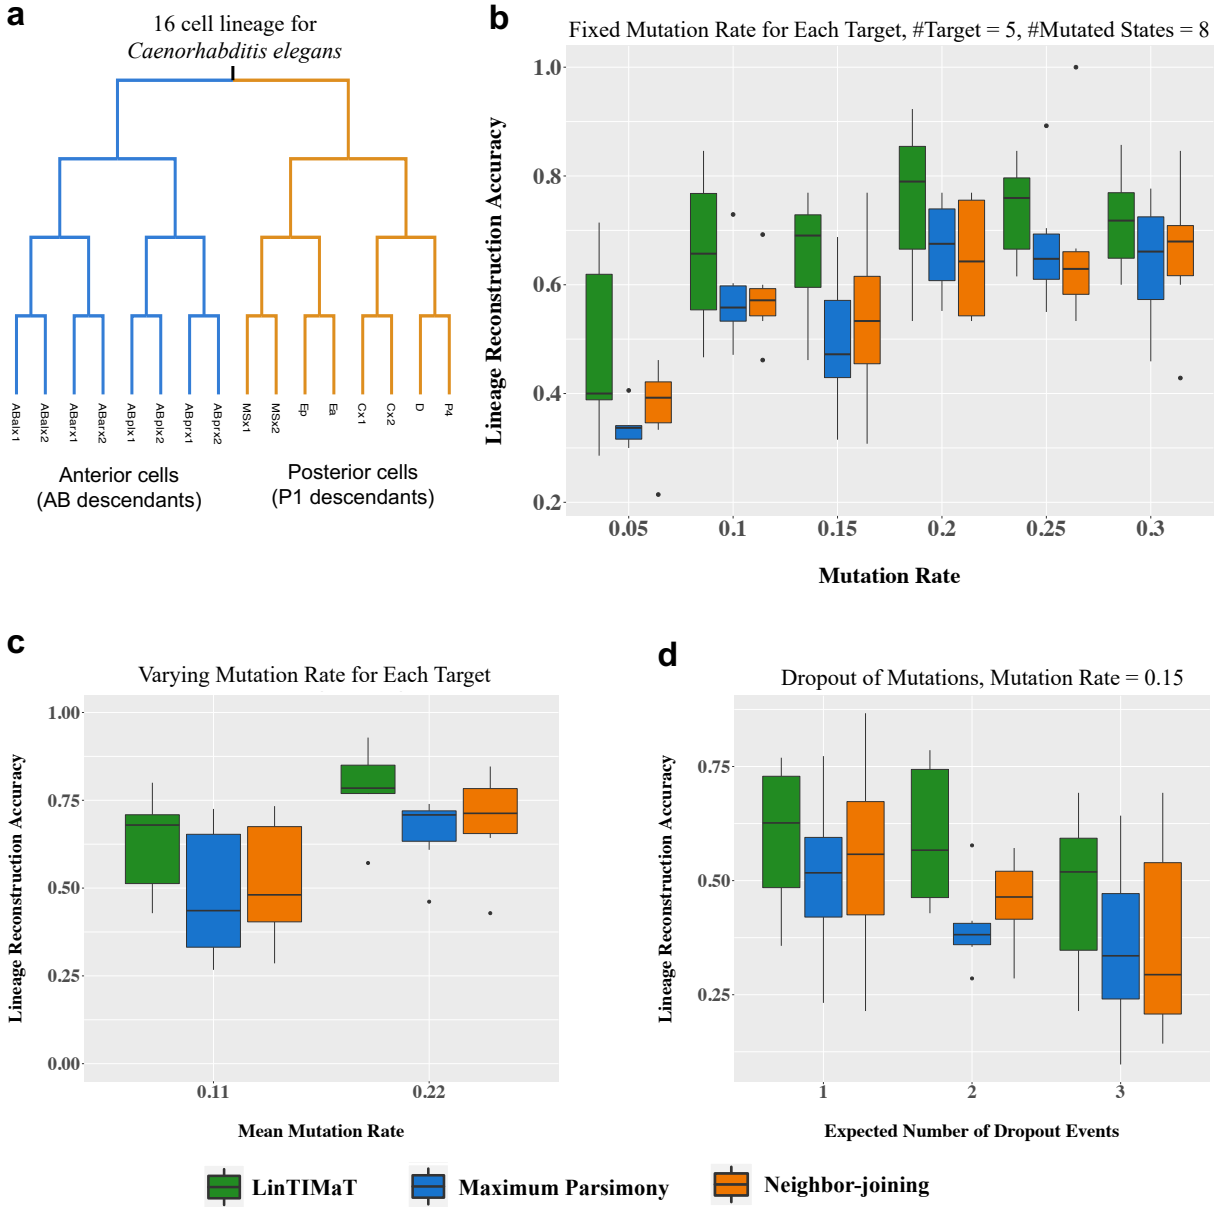 a
16 cell lineage for
Caenorhabditis elegans
ABalx1
ABalx2
ABarx1
ABarx2
ABplx1
ABplx2
ABprx1
ABprx2
MSx1
MSx2
Ep
Ea
Cx1
Cx2
D
P4
Anterior cells
(AB descendants)
Posterior cells
(P1 descendants)
b
Fixed Mutation Rate for Each Target, #Target = 5, #Mutated States = 8
Lineage Reconstruction Accuracy
1.0
0.8
0.6
0.4
0.2
0.05 0.1 0.15 0.2 0.25 0.3
Mutation Rate
c
Varying Mutation Rate for Each Target
Lineage Reconstruction Accuracy
1.00
0.75
0.50
0.25
0.00
0.11 0.22
Mean Mutation Rate
d
Dropout of Mutations, Mutation Rate = 0.15
Lineage Reconstruction Accuracy
0.75
0.50
0.25
1 2 3
Expected Number of Dropout Events
LinTIMaT Maximum Parsimony Neighbor-joining